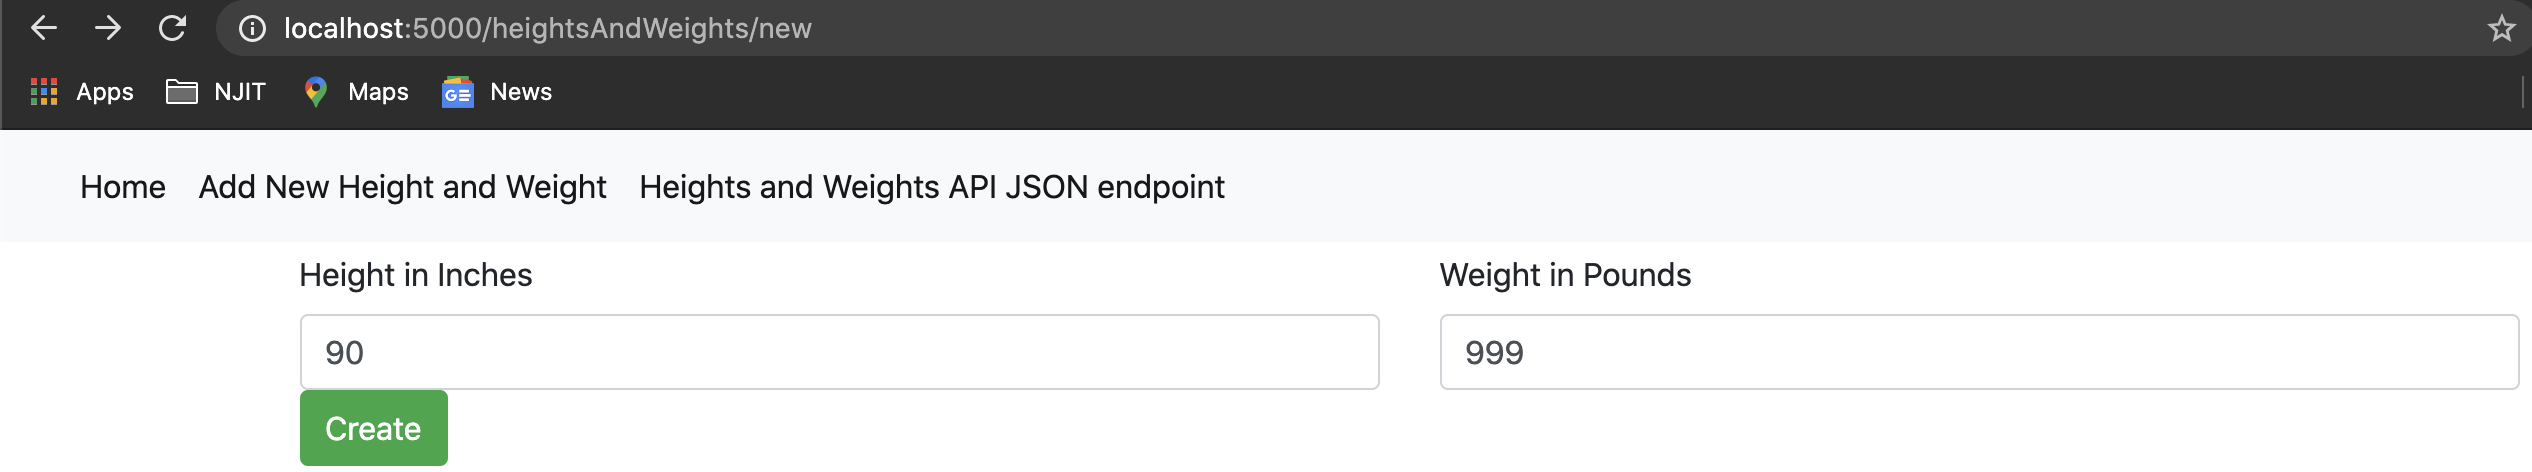 localhost:5000/heightsAndWeights/new
Apps NJIT Maps News
Home Add New Height and Weight Heights and Weights API JSON endpoint
Height in Inches Weight in Pounds
90 999
Create